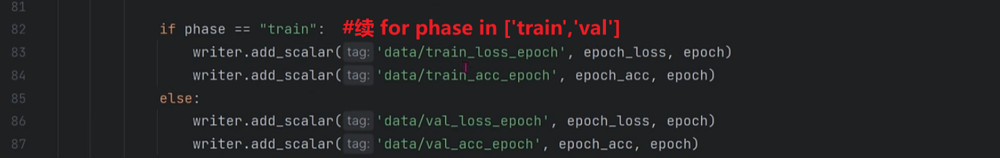 81
82 if phase == "train": #续 for phase in ['train','val']
83 writer.add_scalar(tag: 'data/train_loss_epoch', epoch_loss, epoch)
84 writer.add_scalar(tag: 'data/train_acc_epoch', epoch_acc, epoch)
85 else:
86 writer.add_scalar(tag: 'data/val_loss_epoch', epoch_loss, epoch)
87 writer.add_scalar(tag: 'data/val_acc_epoch', epoch_acc, epoch)